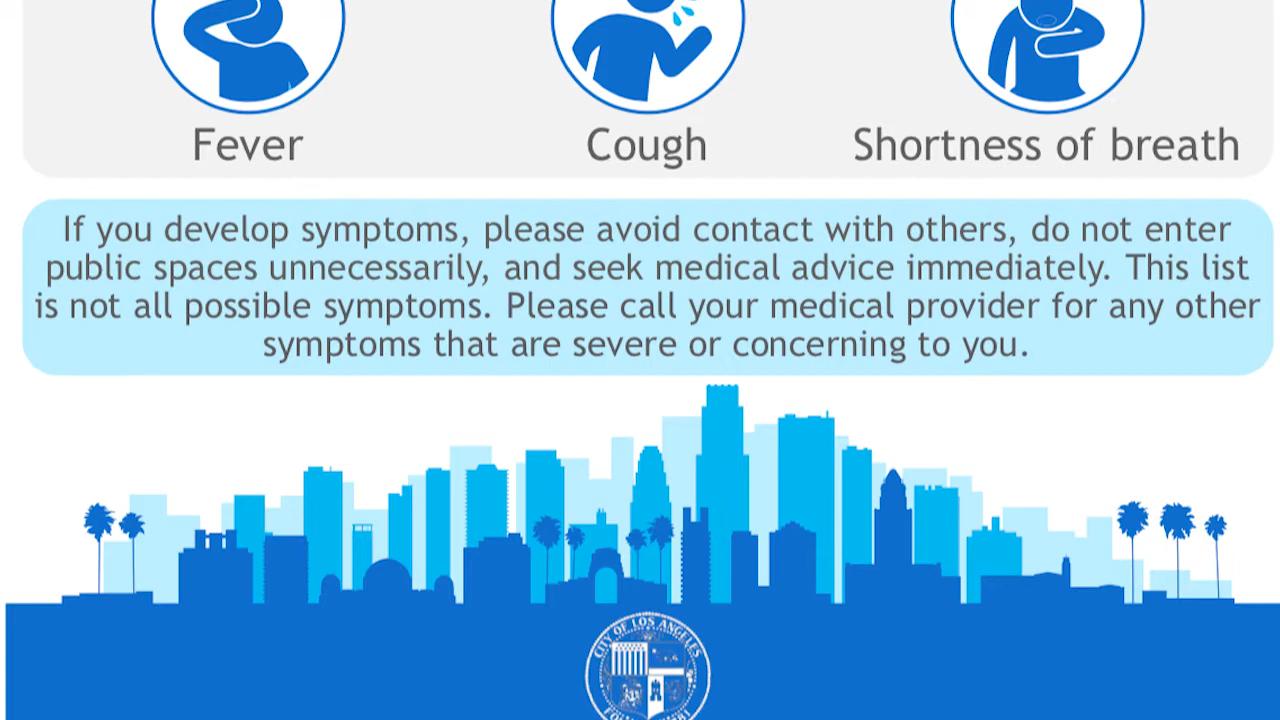 Fever
Cough
Shortness of breath
If you develop symptoms, please avoid contact with others, do not enter
public spaces unnecessarily, and seek medical advice immediately. This list
is not all possible symptoms. Please call your medical provider for any other
symptoms that are severe or concerning to you.
CITY OF LOS ANGELES